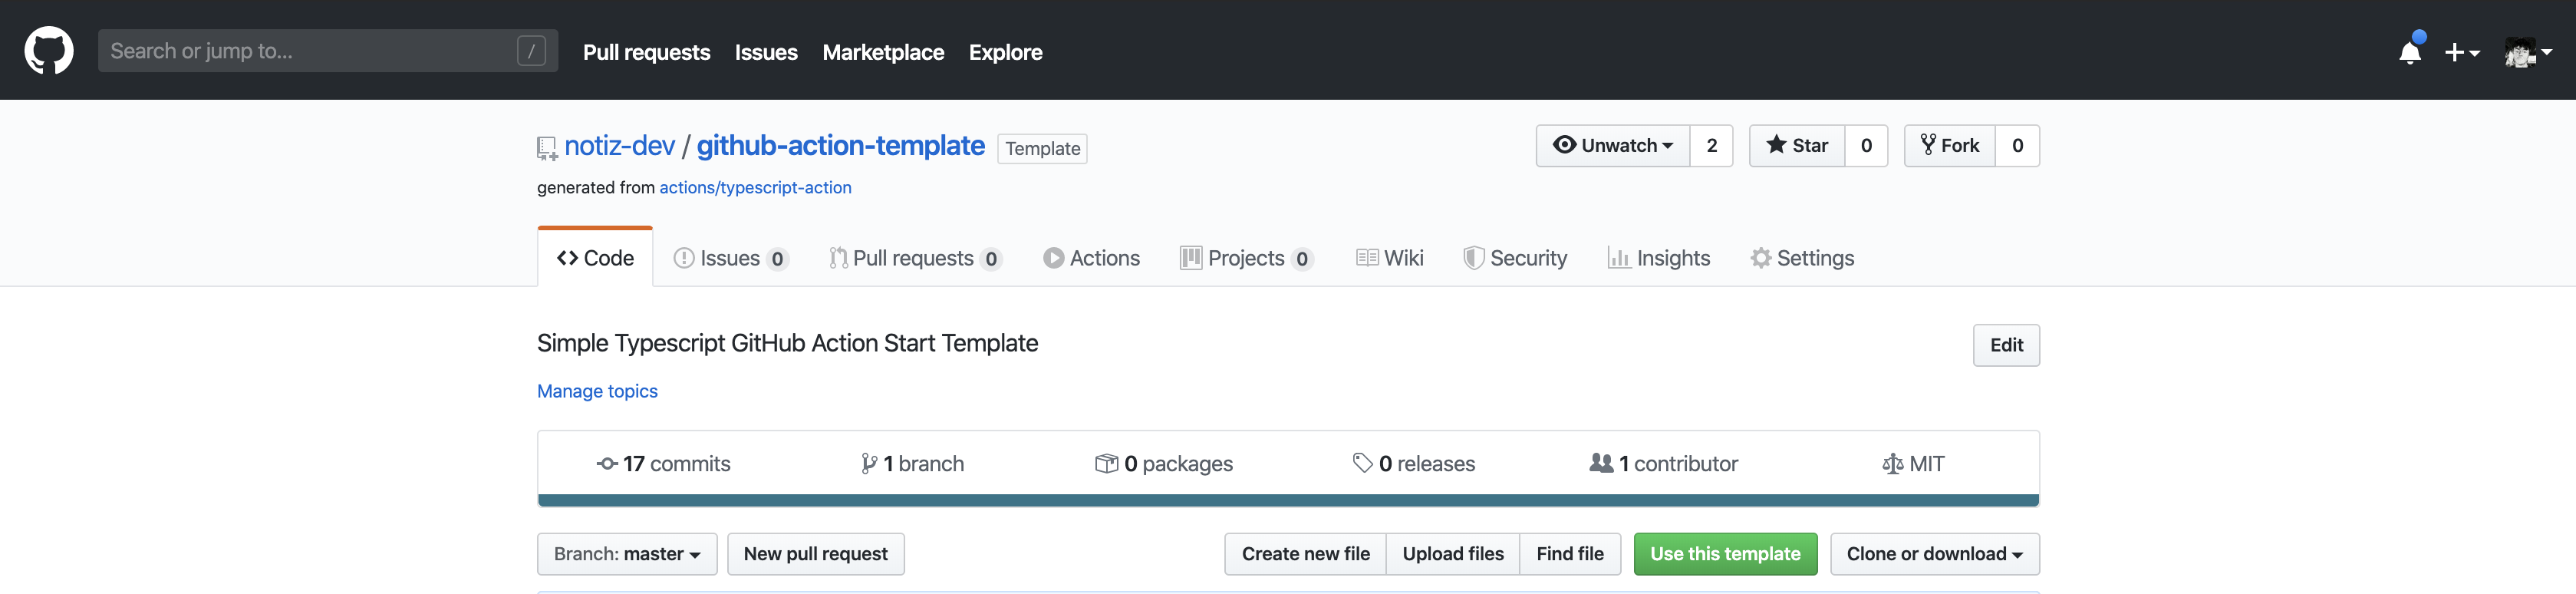 Search or jump to... / Pull requests Issues Marketplace Explore
notiz-dev / github-action-template Template Unwatch 2 Star 0 Fork 0
generated from actions/typescript-action
Code Issues 0 Pull requests 0 Actions Projects 0 Wiki Security Insights Settings
Simple Typescript GitHub Action Start Template Edit
Manage topics
17 commits 1 branch 0 packages 0 releases 1 contributor MIT
Branch: master New pull request Create new file Upload files Find file Use this template Clone or download